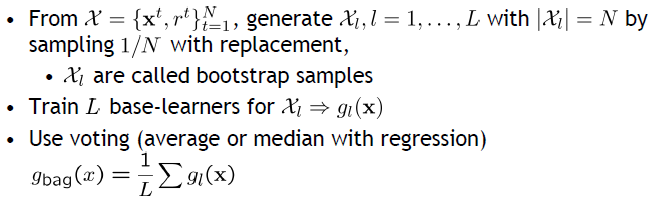 • From $\mathcal{X} = \{\mathbf{x}^t, r^t\}_{t=1}^N$, generate $\mathcal{X}_l, l = 1, \ldots, L$ with $|\mathcal{X}_l| = N$ by
sampling $1/N$ with replacement,
• $\mathcal{X}_l$ are called bootstrap samples
• Train $L$ base-learners for $\mathcal{X}_l \Rightarrow g_l(\mathbf{x})$
• Use voting (average or median with regression)
$g_{\text{bag}}(x) = \frac{1}{L} \sum g_l(\mathbf{x})$